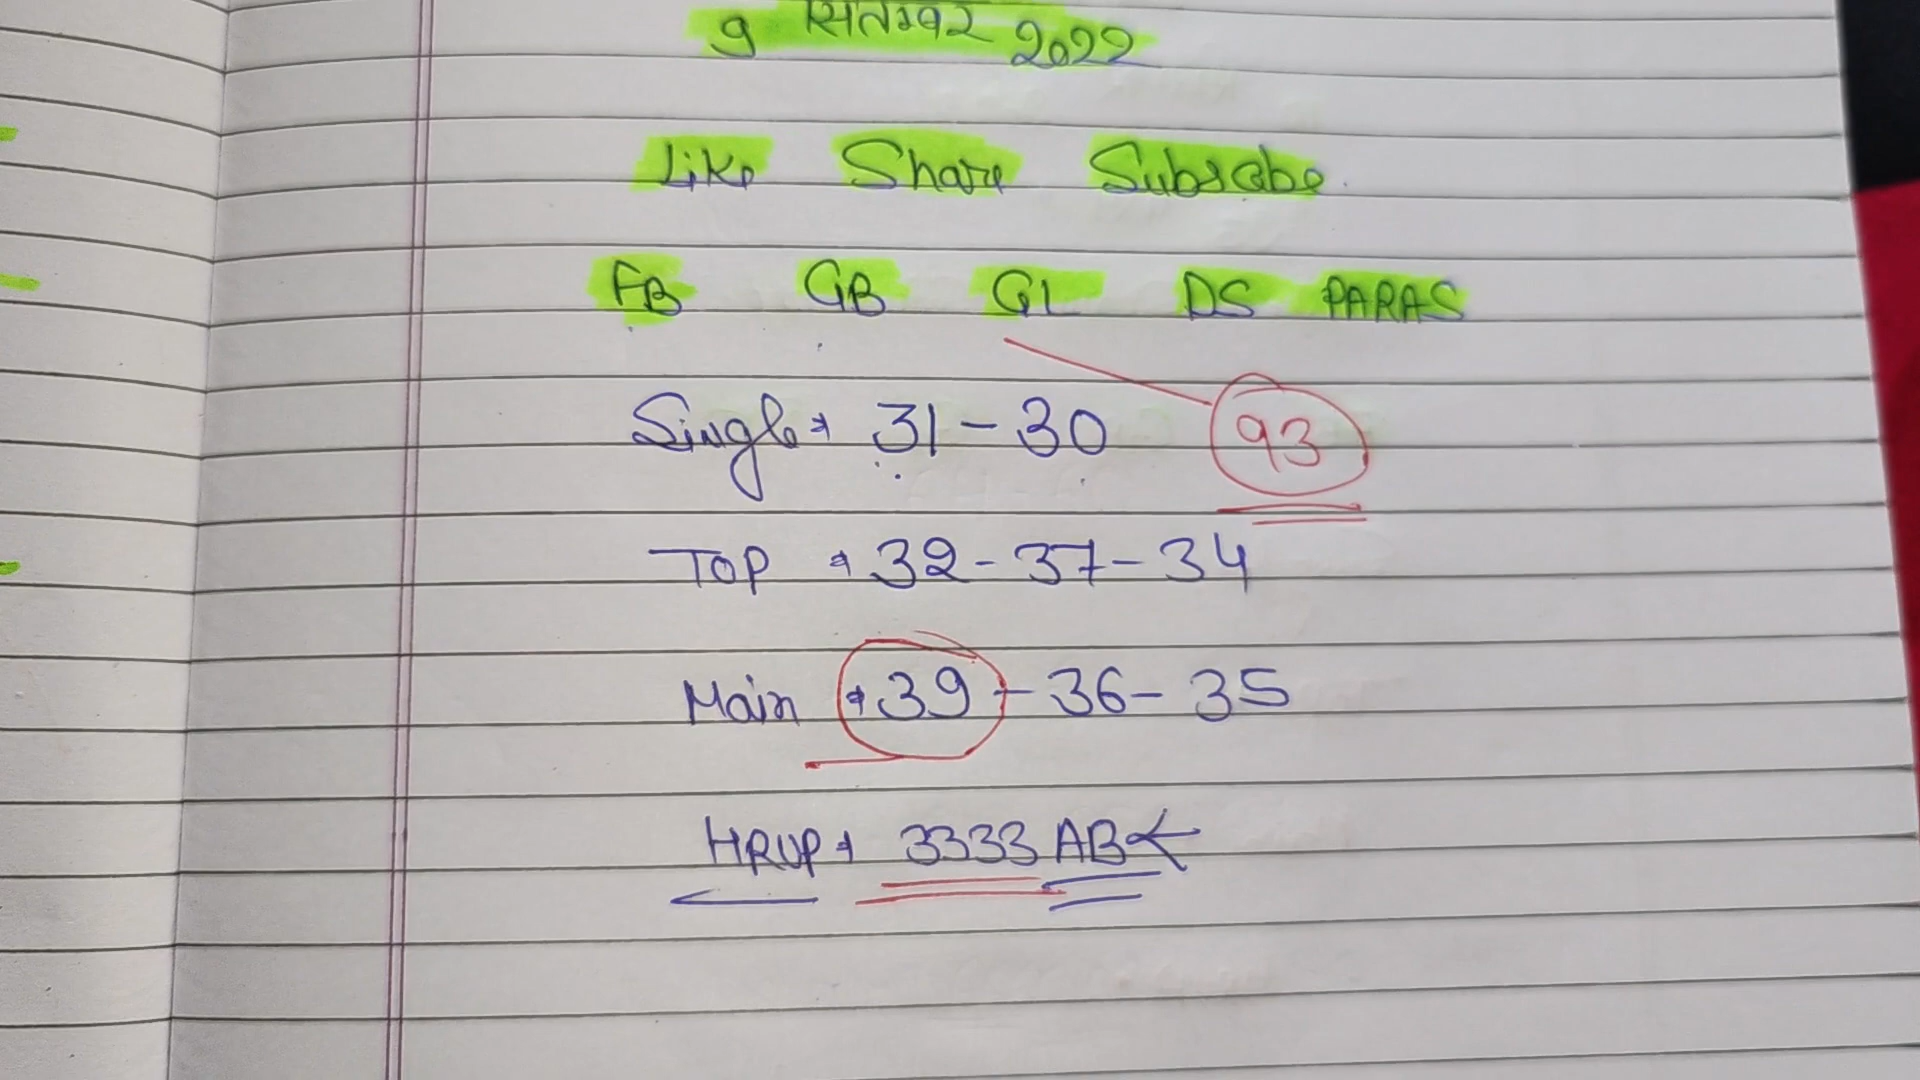 9 सितम्बर 2022
Like Share Subscbe.
FB GB GL DS PARAS
Single → 31-30 93
TOP → 32-37-34
Main → 39-36-35
HRUP → 3333 AB←